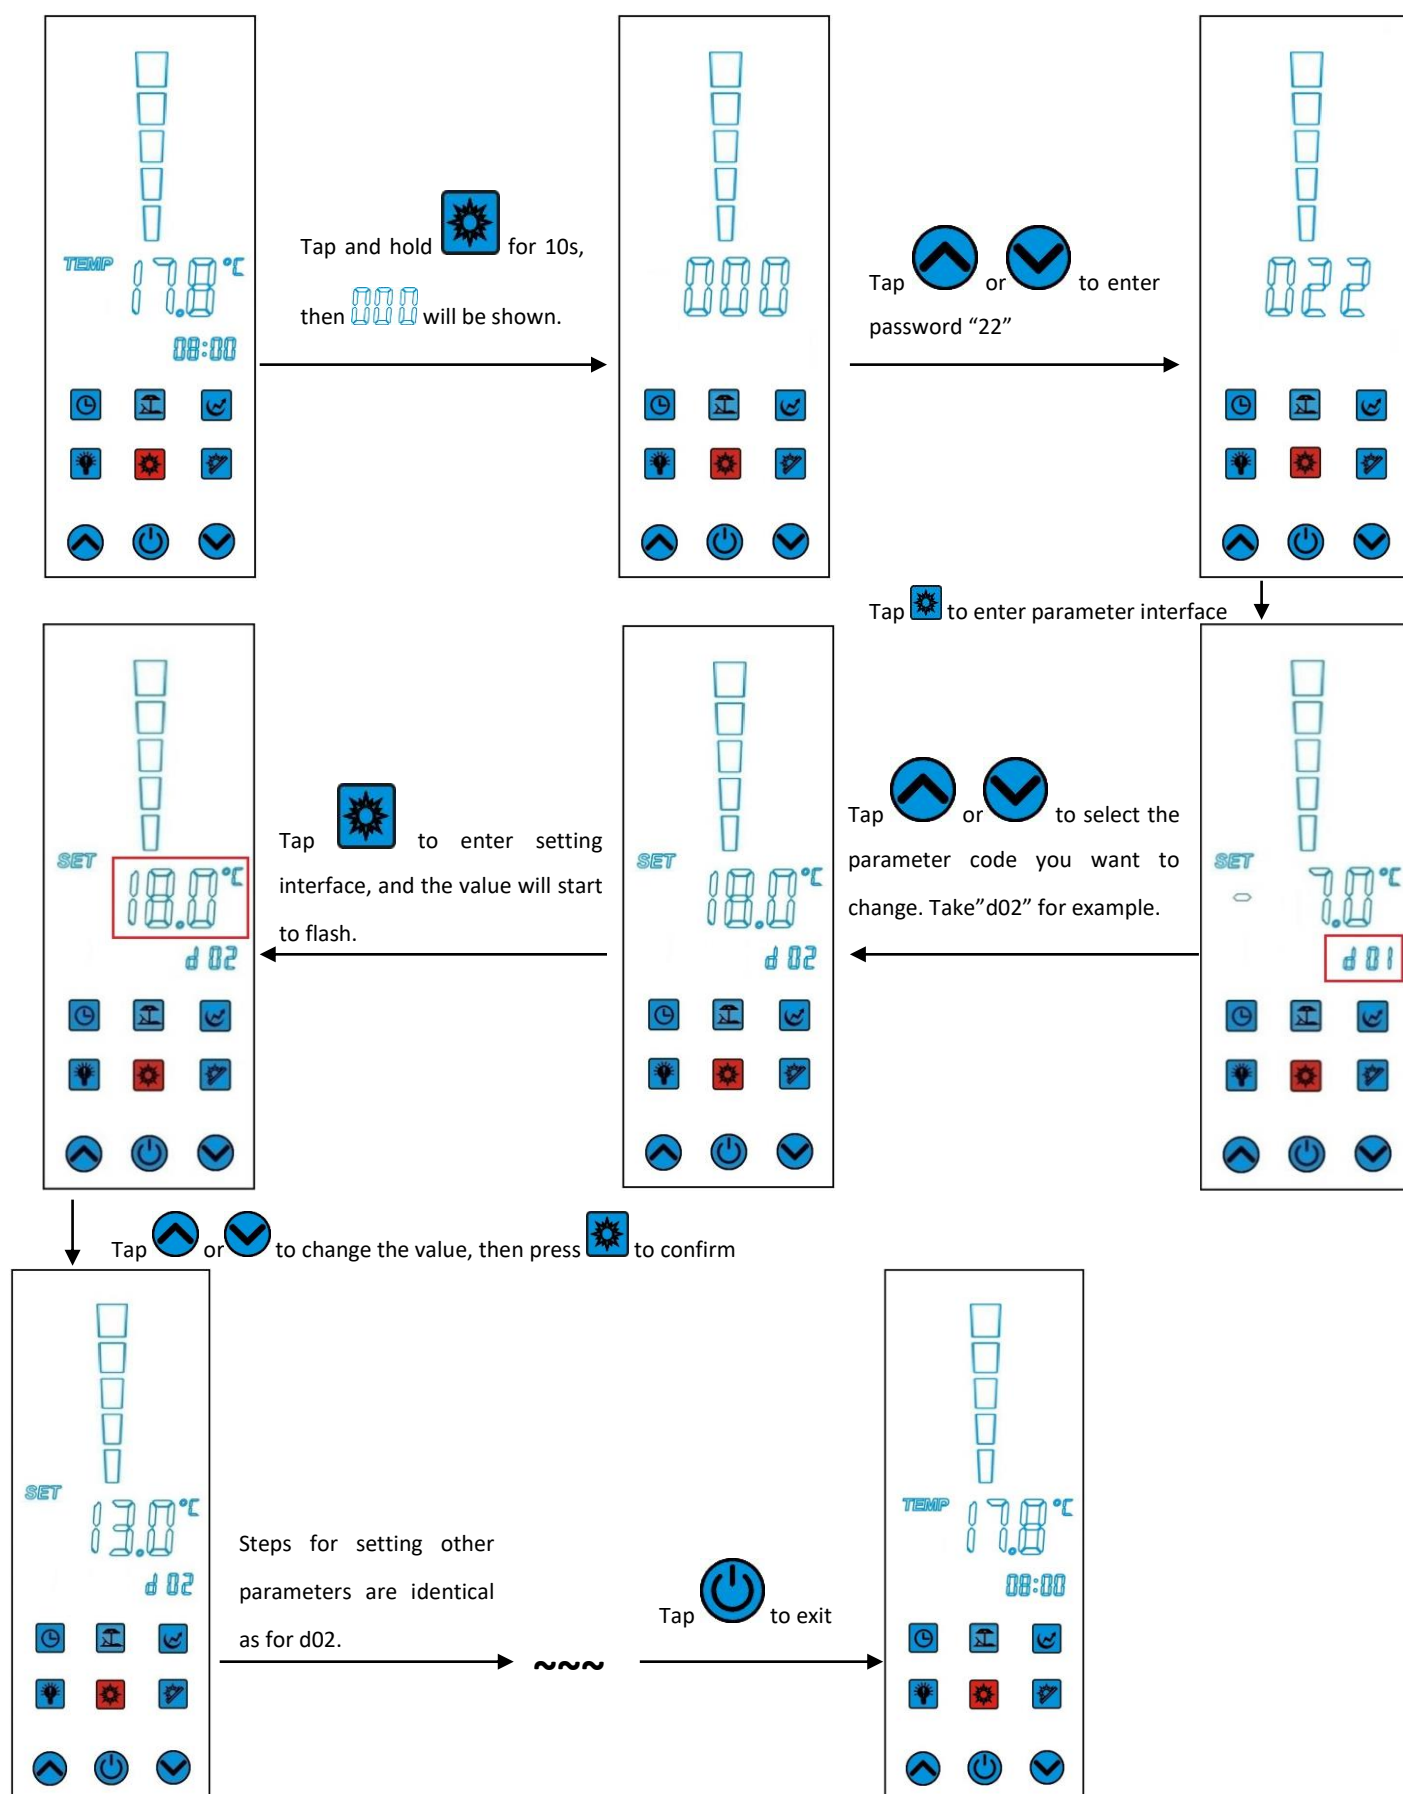 TEMP 17.8 °C
08:00
Tap and hold for 10s,
then 000 will be shown.
000
Tap or to enter
password “22”
022
Tap to enter parameter interface
SET 18.0 °C
d 02
Tap to enter setting
interface, and the value will start
to flash.
SET 18.0 °C
d 02
Tap or to select the
parameter code you want to
change. Take”d02” for example.
SET - 7.0 °C
d 01
Tap or to change the value, then press to confirm
SET 13.0 °C
d 02
Steps for setting other
parameters are identical
as for d02.
~~~
Tap to exit
TEMP 17.8 °C
08:00